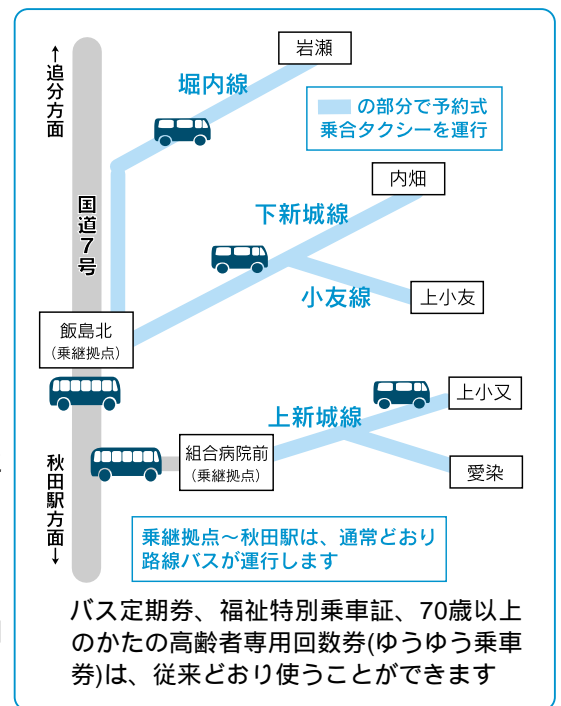 ↑追分方面
岩瀬
堀内線
の部分で予約式
乗合タクシーを運行
内畑
国道7号
下新城線
小友線
上小友
飯島北
（乗継拠点）
上小又
上新城線
組合病院前
（乗継拠点）
愛染
秋田駅方面↓
乗継拠点～秋田駅は、通常どおり
路線バスが運行します
バス定期券、福祉特別乗車証、70歳以上
のかたの高齢者専用回数券(ゆうゆう乗車
券)は、従来どおり使うことができます